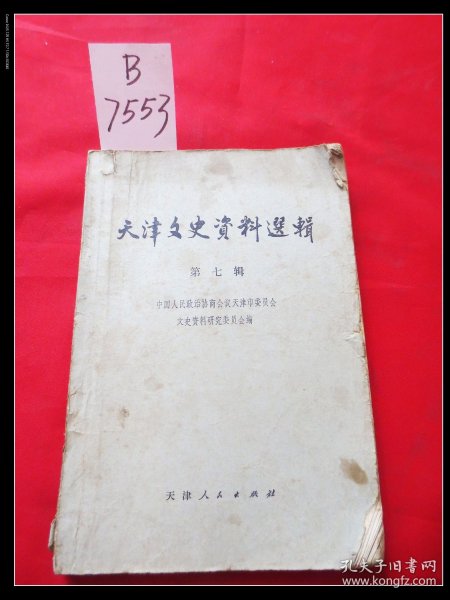 B
7553
天津文史資料選輯
第七辑
中国人民政治协商会议天津市委员会
文史资料研究委员会编
天津人民出版社
孔夫子旧书网
www.kongfz.com